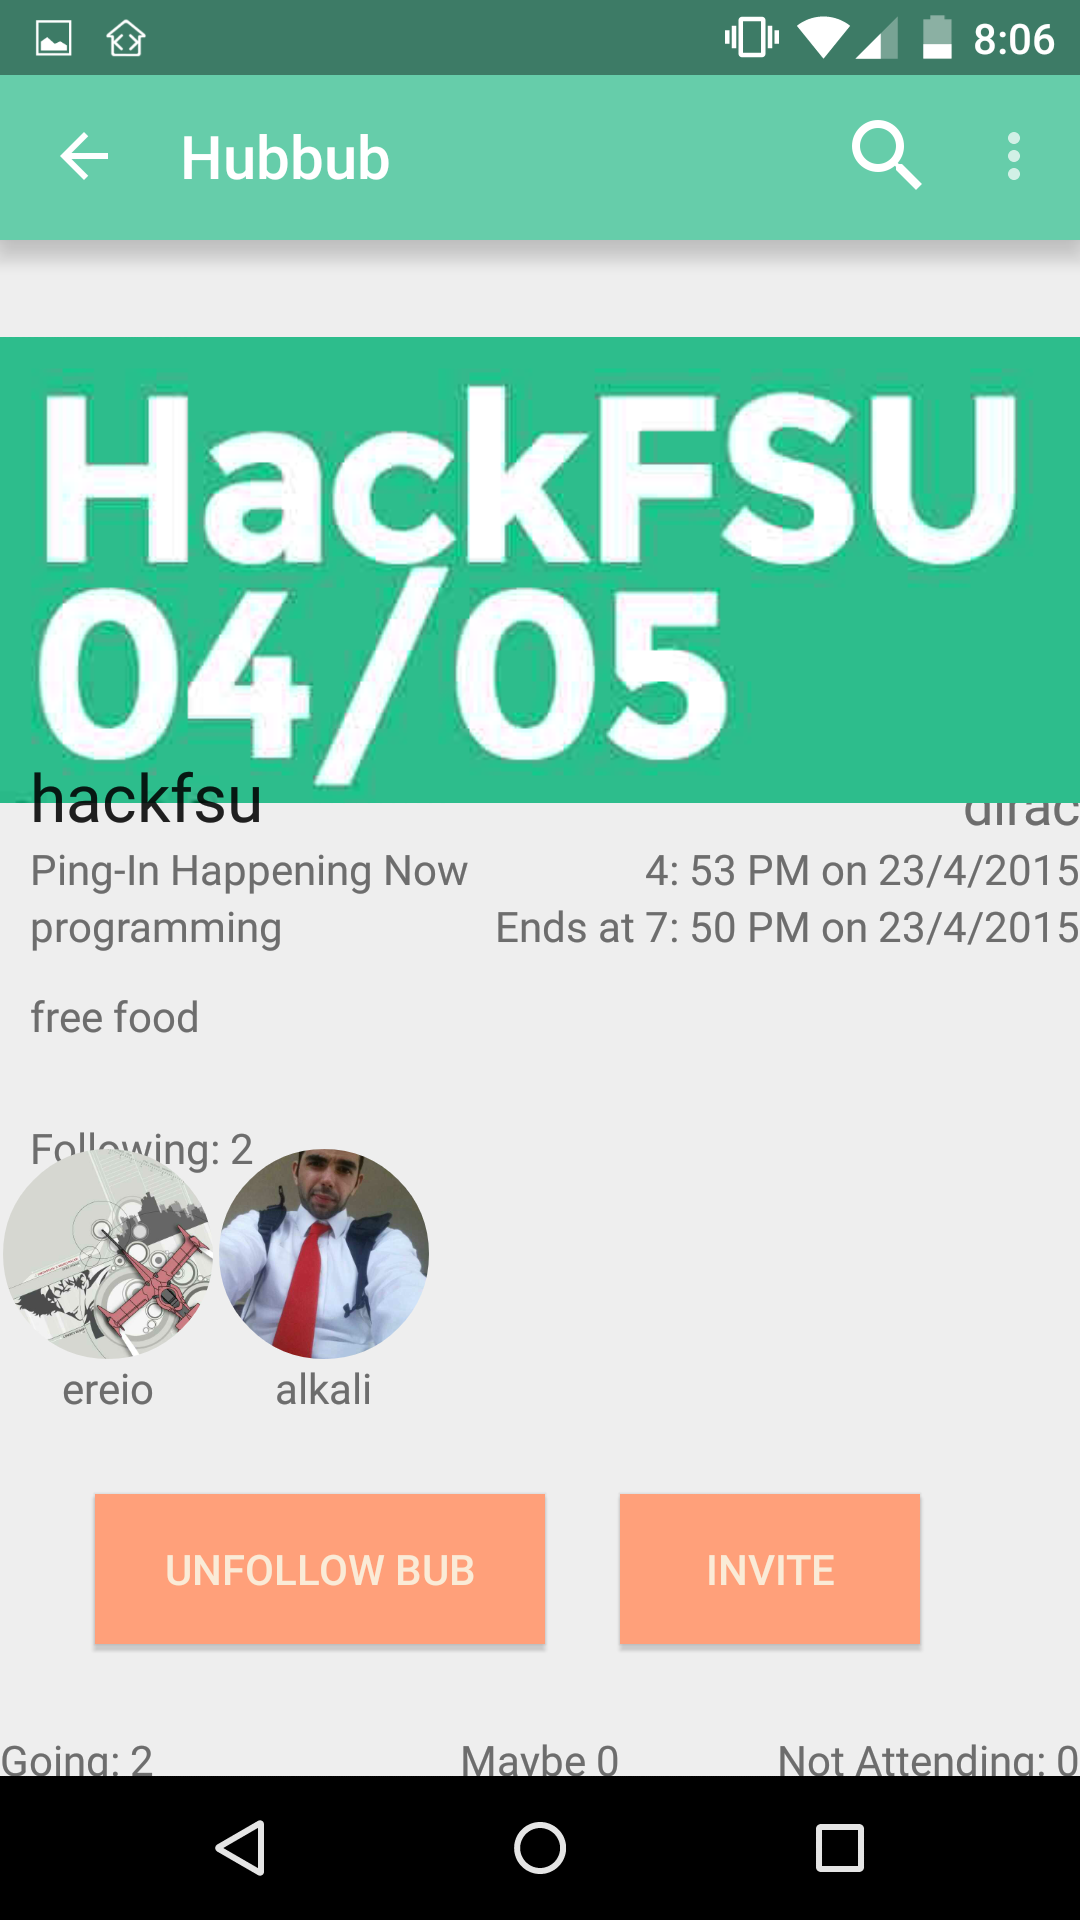 8:06
Hubbub
HackFSU
04/05
hackfsu
dirac
Ping-In Happening Now
4: 53 PM on 23/4/2015
programming
Ends at 7: 50 PM on 23/4/2015
free food
Following: 2
ereio
alkali
UNFOLLOW BUB
INVITE
Going: 2
Maybe 0
Not Attending: 0